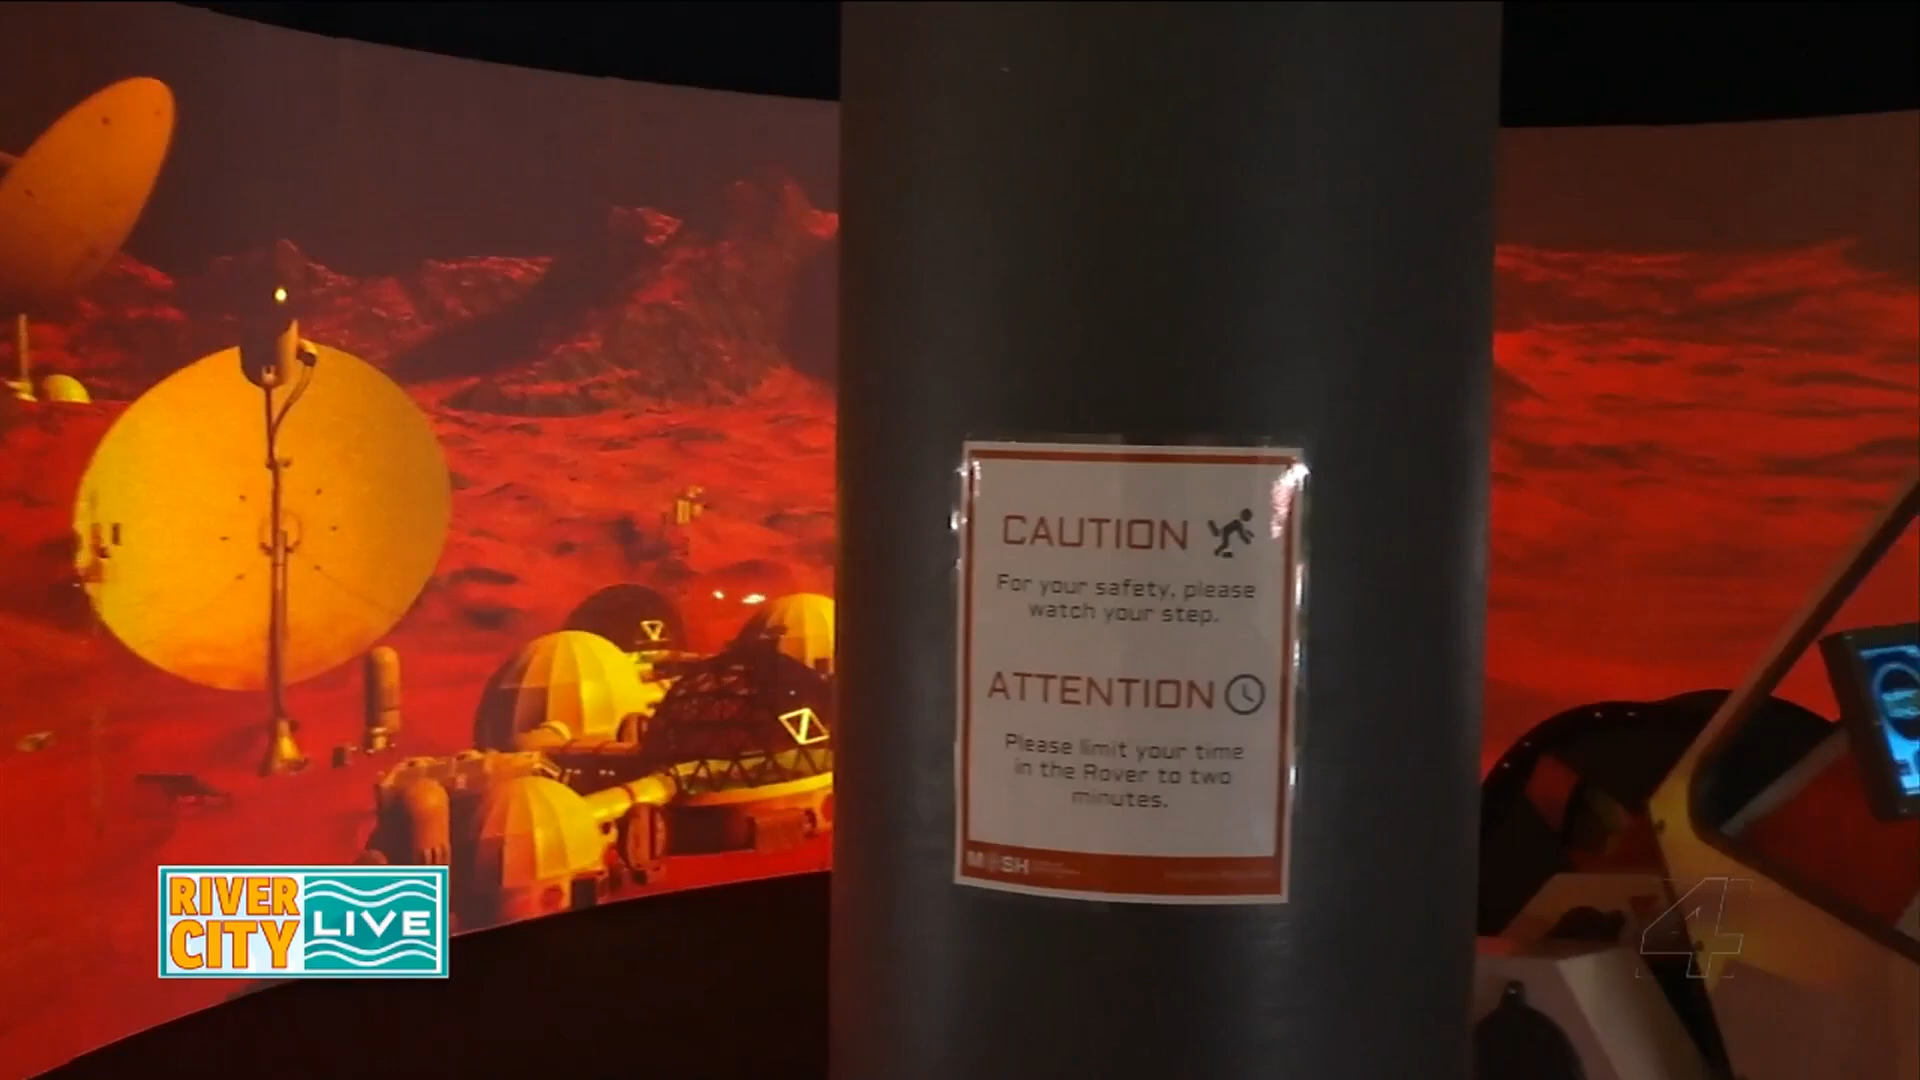 CAUTION
For your safety, please
watch your step.
ATTENTION
Please limit your time
in the Rover to two
minutes.
MOSH
RIVER
CITY
LIVE
4